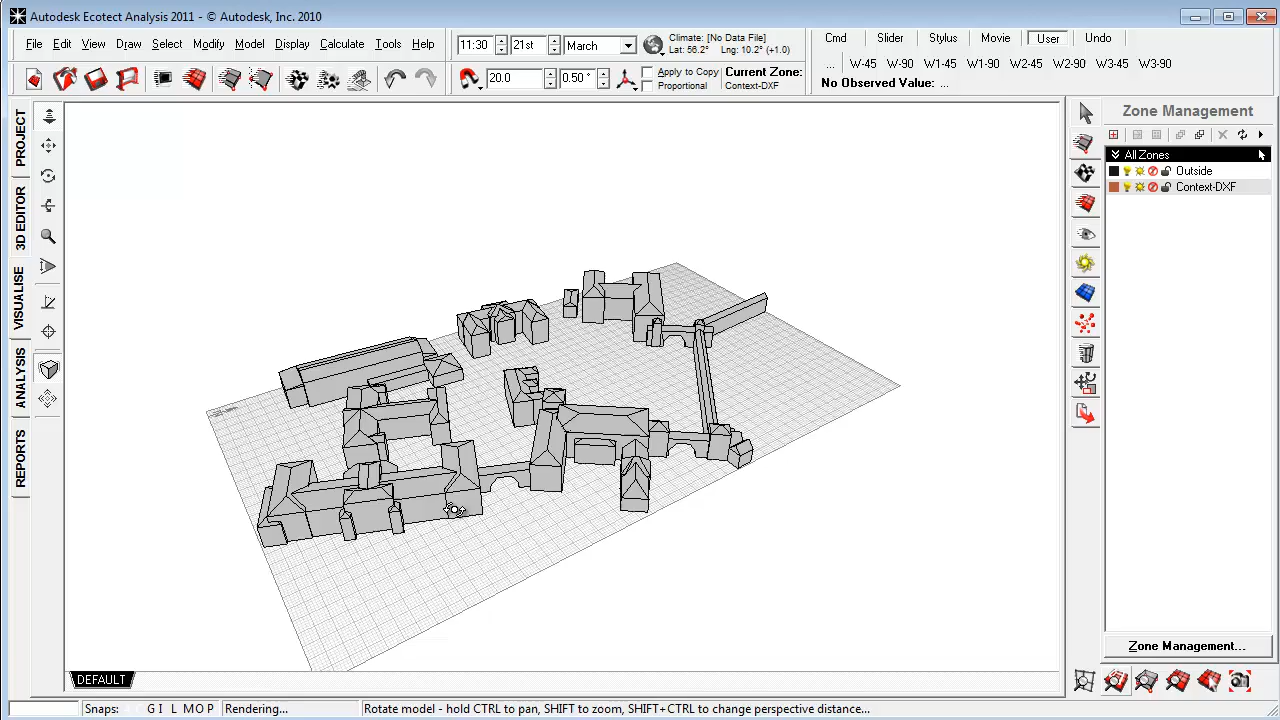 Autodesk Ecotect Analysis 2011 - © Autodesk, Inc. 2010
File Edit View Draw Select Modify Model Display Calculate Tools Help
11:30 21st March
Climate: [No Data File]
Lat: 56.2° Lng: 10.2° (+1.0)
Cmd Slider Stylus Movie User Undo
... W-45 W-90 W1-45 W1-90 W2-45 W2-90 W3-45 W3-90
20.0 0.50 °
Apply to Copy
Proportional
Current Zone:
Context-DXF
No Observed Value: ...
PROJECT
3D EDITOR
VISUALISE
ANALYSIS
REPORTS
Zone Management
All Zones
Outside
Context-DXF
Zone Management...
DEFAULT
Snaps: G I L M O P
Rendering...
Rotate model - hold CTRL to pan, SHIFT to zoom, SHIFT+CTRL to change perspective distance...